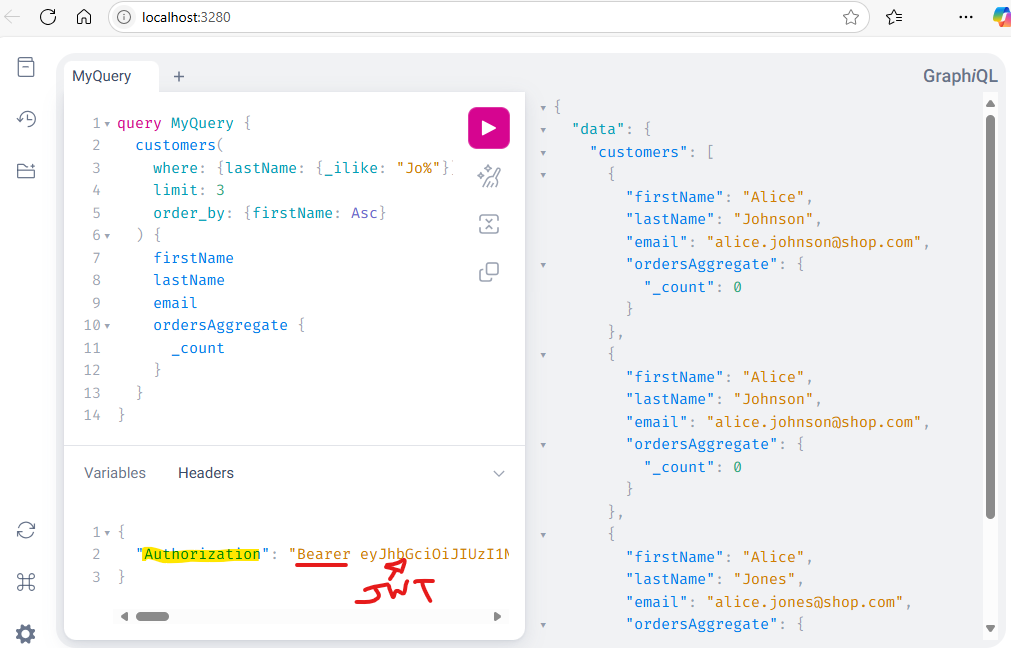 localhost:3280
MyQuery
GraphiQL
1 query MyQuery {
2 customers(
3 where: {lastName: {_ilike: "Jo%"}
4 limit: 3
5 order_by: {firstName: Asc}
6 ) {
7 firstName
8 lastName
9 email
10 ordersAggregate {
11 _count
12 }
13 }
14 }
Variables Headers
1 {
2 "Authorization": "Bearer eyJhbGciOiJIUzI1N
3 }
JWT
{
"data": {
"customers": [
{
"firstName": "Alice",
"lastName": "Johnson",
"email": "alice.johnson@shop.com",
"ordersAggregate": {
"_count": 0
}
},
{
"firstName": "Alice",
"lastName": "Johnson",
"email": "alice.johnson@shop.com",
"ordersAggregate": {
"_count": 0
}
},
{
"firstName": "Alice",
"lastName": "Jones",
"email": "alice.jones@shop.com",
"ordersAggregate": {